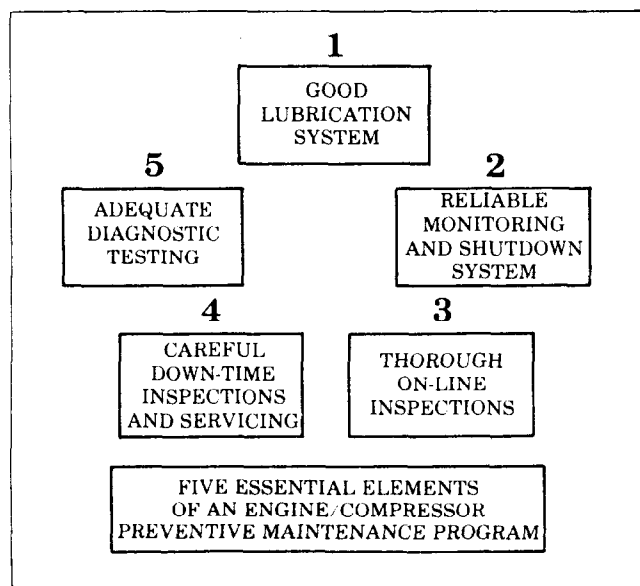 1
GOOD
LUBRICATION
SYSTEM
2
RELIABLE
MONITORING
AND SHUTDOWN
SYSTEM
3
THOROUGH
ON-LINE
INSPECTIONS
4
CAREFUL
DOWN-TIME
INSPECTIONS
AND SERVICING
5
ADEQUATE
DIAGNOSTIC
TESTING
FIVE ESSENTIAL ELEMENTS
OF AN ENGINE/COMPRESSOR
PREVENTIVE MAINTENANCE PROGRAM